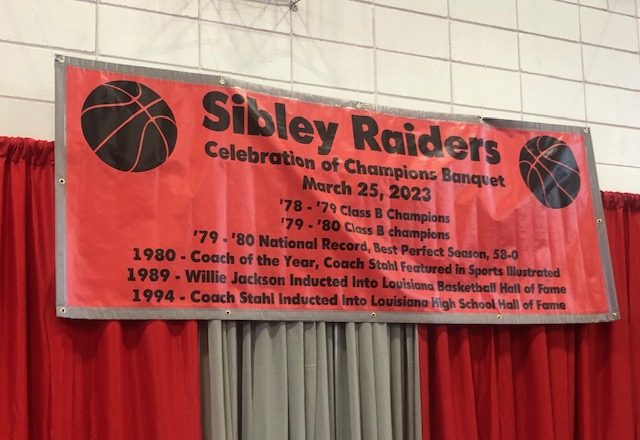 Sibley Raiders
Celebration of Champions Banquet
March 25, 2023
'78 - '79 Class B Champions
'79 - '80 Class B champions
'79 - '80 National Record, Best Perfect Season, 58-0
1980 - Coach of the Year, Coach Stahl Featured in Sports Illustrated
1989 - Willie Jackson Inducted Into Louisiana Basketball Hall of Fame
1994 - Coach Stahl Inducted Into Louisiana High School Hall of Fame